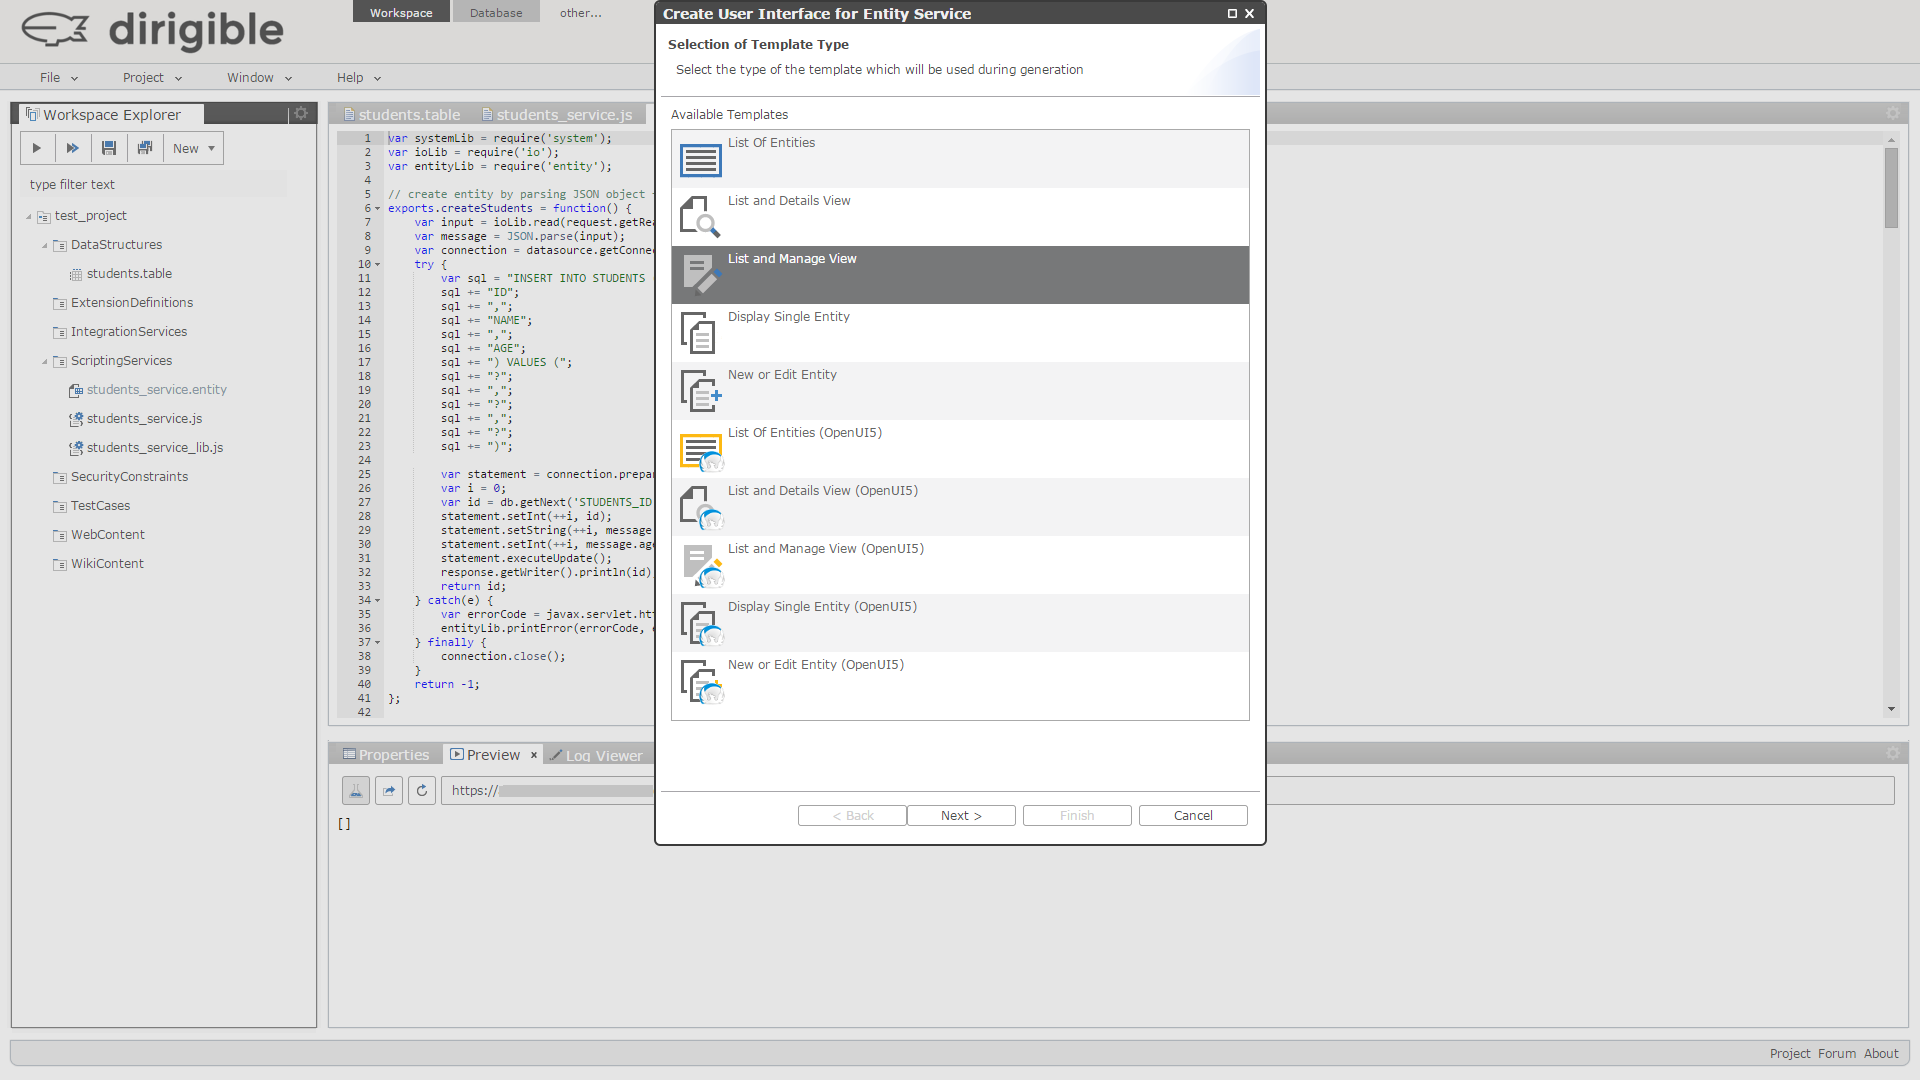 dirigible
Workspace
Database
other...
File
Project
Window
Help
Workspace Explorer
New
type filter text
test_project
DataStructures
students.table
ExtensionDefinitions
IntegrationServices
ScriptingServices
students_service.entity
students_service.js
students_service_lib.js
SecurityConstraints
TestCases
WebContent
WikiContent
students.table
students_service.js
1 var systemLib = require('system');
2 var ioLib = require('io');
3 var entityLib = require('entity');
4
5 // create entity by parsing JSON object
6 exports.createStudents = function() {
7 var input = ioLib.read(request.getRea
8 var message = JSON.parse(input);
9 var connection = datasource.getConnec
10 try {
11 var sql = "INSERT INTO STUDENTS
12 sql += "ID";
13 sql += ",";
14 sql += "NAME";
15 sql += ",";
16 sql += "AGE";
17 sql += ") VALUES (";
18 sql += "?";
19 sql += ",";
20 sql += "?";
21 sql += ",";
22 sql += "?";
23 sql += ")";
24
25 var statement = connection.prepar
26 var i = 0;
27 var id = db.getNext('STUDENTS_ID
28 statement.setInt(++i, id);
29 statement.setString(++i, message
30 statement.setInt(++i, message.age
31 statement.executeUpdate();
32 response.getWriter().println(id)
33 return id;
34 } catch(e) {
35 var errorCode = javax.servlet.htt
36 entityLib.printError(errorCode,
37 } finally {
38 connection.close();
39 }
40 return -1;
41 };
42
Properties
Preview
Log Viewer
https://
[]
Create User Interface for Entity Service
Selection of Template Type
Select the type of the template which will be used during generation
Available Templates
List Of Entities
List and Details View
List and Manage View
Display Single Entity
New or Edit Entity
List Of Entities (OpenUI5)
List and Details View (OpenUI5)
List and Manage View (OpenUI5)
Display Single Entity (OpenUI5)
New or Edit Entity (OpenUI5)
< Back
Next >
Finish
Cancel
Project Forum About